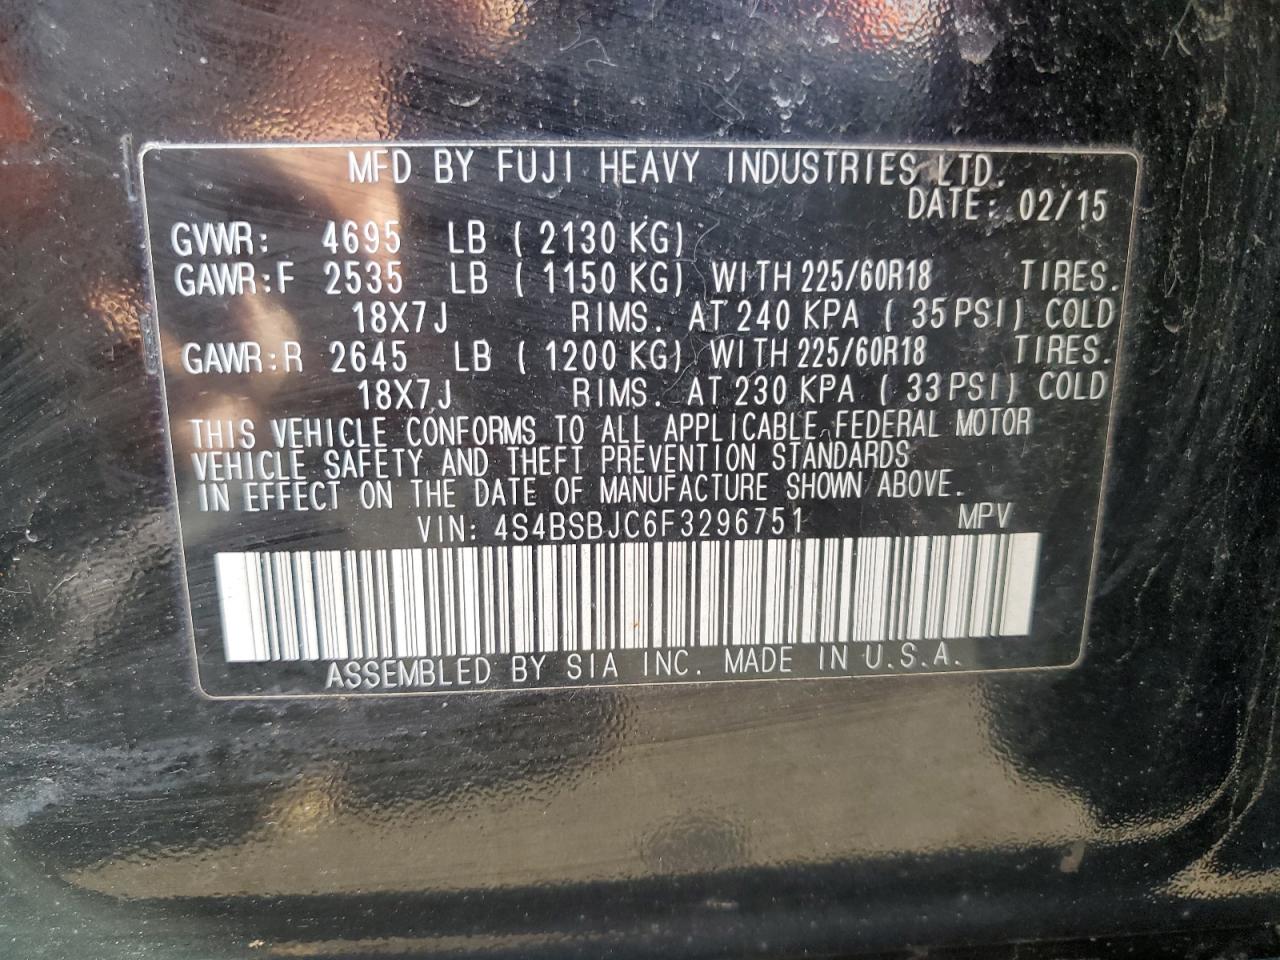 MFD BY FUJI HEAVY INDUSTRIES LTD.
DATE: 02/15
GVWR: 4695 LB ( 2130 KG)
GAWR:F 2535 LB ( 1150 KG) WITH 225/60R18 TIRES.
18X7J RIMS. AT 240 KPA ( 35 PSI) COLD
GAWR:R 2645 LB ( 1200 KG) WITH 225/60R18 TIRES.
18X7J RIMS. AT 230 KPA ( 33 PSI) COLD
THIS VEHICLE CONFORMS TO ALL APPLICABLE FEDERAL MOTOR
VEHICLE SAFETY AND THEFT PREVENTION STANDARDS
IN EFFECT ON THE DATE OF MANUFACTURE SHOWN ABOVE.
VIN: 4S4BSBJC6F3296751 MPV
ASSEMBLED BY SIA INC. MADE IN U.S.A.